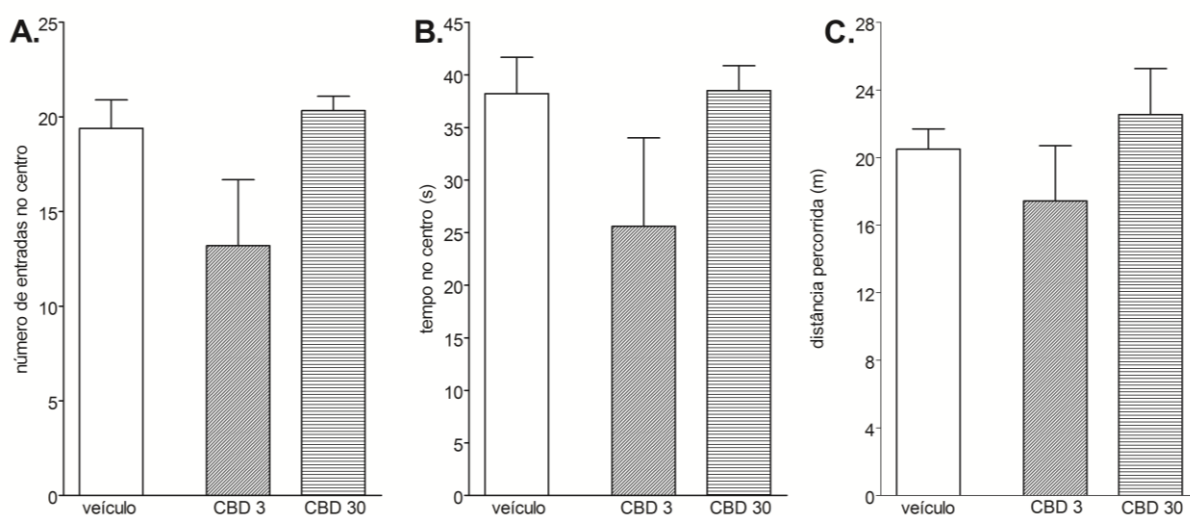 A.
número de entradas no centro
25
20
15
10
5
0
veículo CBD 3 CBD 30
B.
tempo no centro (s)
45
40
35
30
25
20
15
10
5
0
veículo CBD 3 CBD 30
C.
distância percorrida (m)
28
24
20
16
12
8
4
0
veículo CBD 3 CBD 30